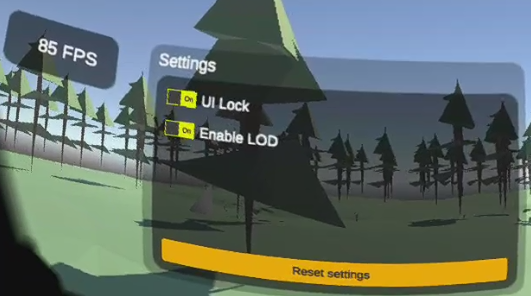 85 FPS
Settings
On UI Lock
On Enable LOD
Reset settings